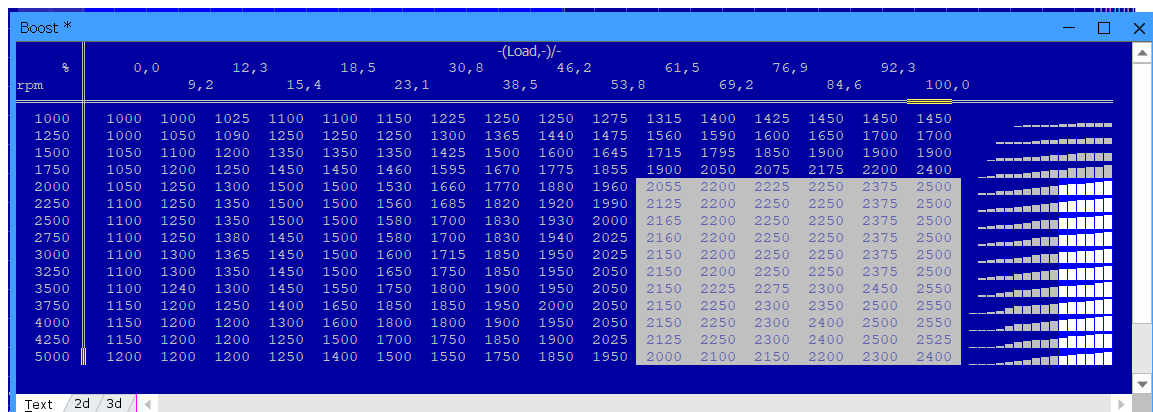 Boost *
-(Load,-)/-
% 0,0 12,3 18,5 30,8 46,2 61,5 76,9 92,3
rpm 9,2 15,4 23,1 38,5 53,8 69,2 84,6 100,0
1000 1000 1000 1025 1100 1100 1150 1225 1250 1250 1275 1315 1400 1425 1450 1450 1450
1250 1000 1050 1090 1250 1250 1250 1300 1365 1440 1475 1560 1590 1600 1650 1700 1700
1500 1050 1100 1200 1350 1350 1350 1425 1500 1600 1645 1715 1795 1850 1900 1900 1900
1750 1050 1200 1250 1450 1450 1460 1595 1670 1775 1855 1900 2050 2075 2175 2200 2400
2000 1050 1250 1300 1500 1500 1530 1660 1770 1880 1960 2055 2200 2225 2250 2375 2500
2250 1100 1250 1350 1500 1500 1560 1685 1820 1920 1990 2125 2200 2250 2250 2375 2500
2500 1100 1250 1350 1500 1500 1580 1700 1830 1930 2000 2165 2200 2250 2250 2375 2500
2750 1100 1250 1380 1450 1500 1580 1700 1830 1940 2025 2160 2200 2250 2250 2375 2500
3000 1100 1300 1365 1450 1500 1600 1715 1850 1950 2025 2150 2200 2250 2250 2375 2500
3250 1100 1300 1350 1450 1500 1650 1750 1850 1950 2050 2150 2200 2250 2250 2375 2500
3500 1100 1240 1300 1450 1550 1750 1800 1900 1950 2050 2150 2225 2275 2300 2450 2550
3750 1150 1200 1250 1400 1650 1850 1850 1950 2000 2050 2150 2250 2300 2350 2500 2550
4000 1150 1200 1200 1300 1600 1800 1800 1900 1950 2050 2150 2250 2300 2400 2500 2550
4250 1150 1200 1200 1250 1500 1700 1750 1850 1900 2050 2125 2250 2300 2400 2500 2525
5000 1200 1200 1200 1250 1400 1500 1550 1750 1850 1950 2000 2100 2150 2200 2300 2400
Text 2d 3d